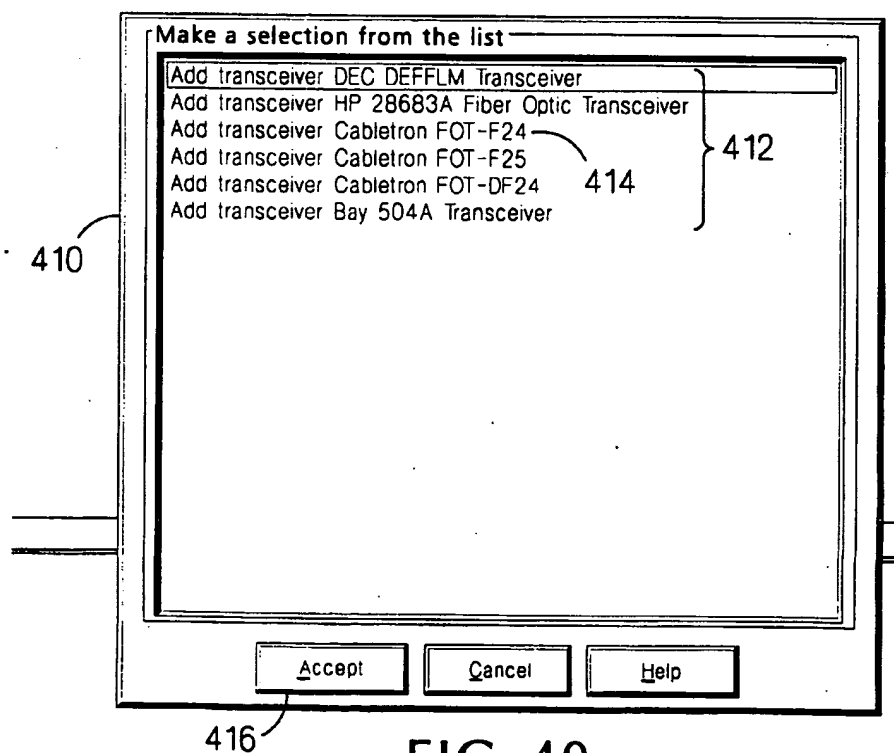 Make a selection from the list
Add transceiver DEC DEFFLM Transceiver
Add transceiver HP 28683A Fiber Optic Transceiver
Add transceiver Cabletron FOT-F24
Add transceiver Cabletron FOT-F25
Add transceiver Cabletron FOT-DF24
Add transceiver Bay 504A Transceiver
412
414
410
Accept
Cancel
Help
416